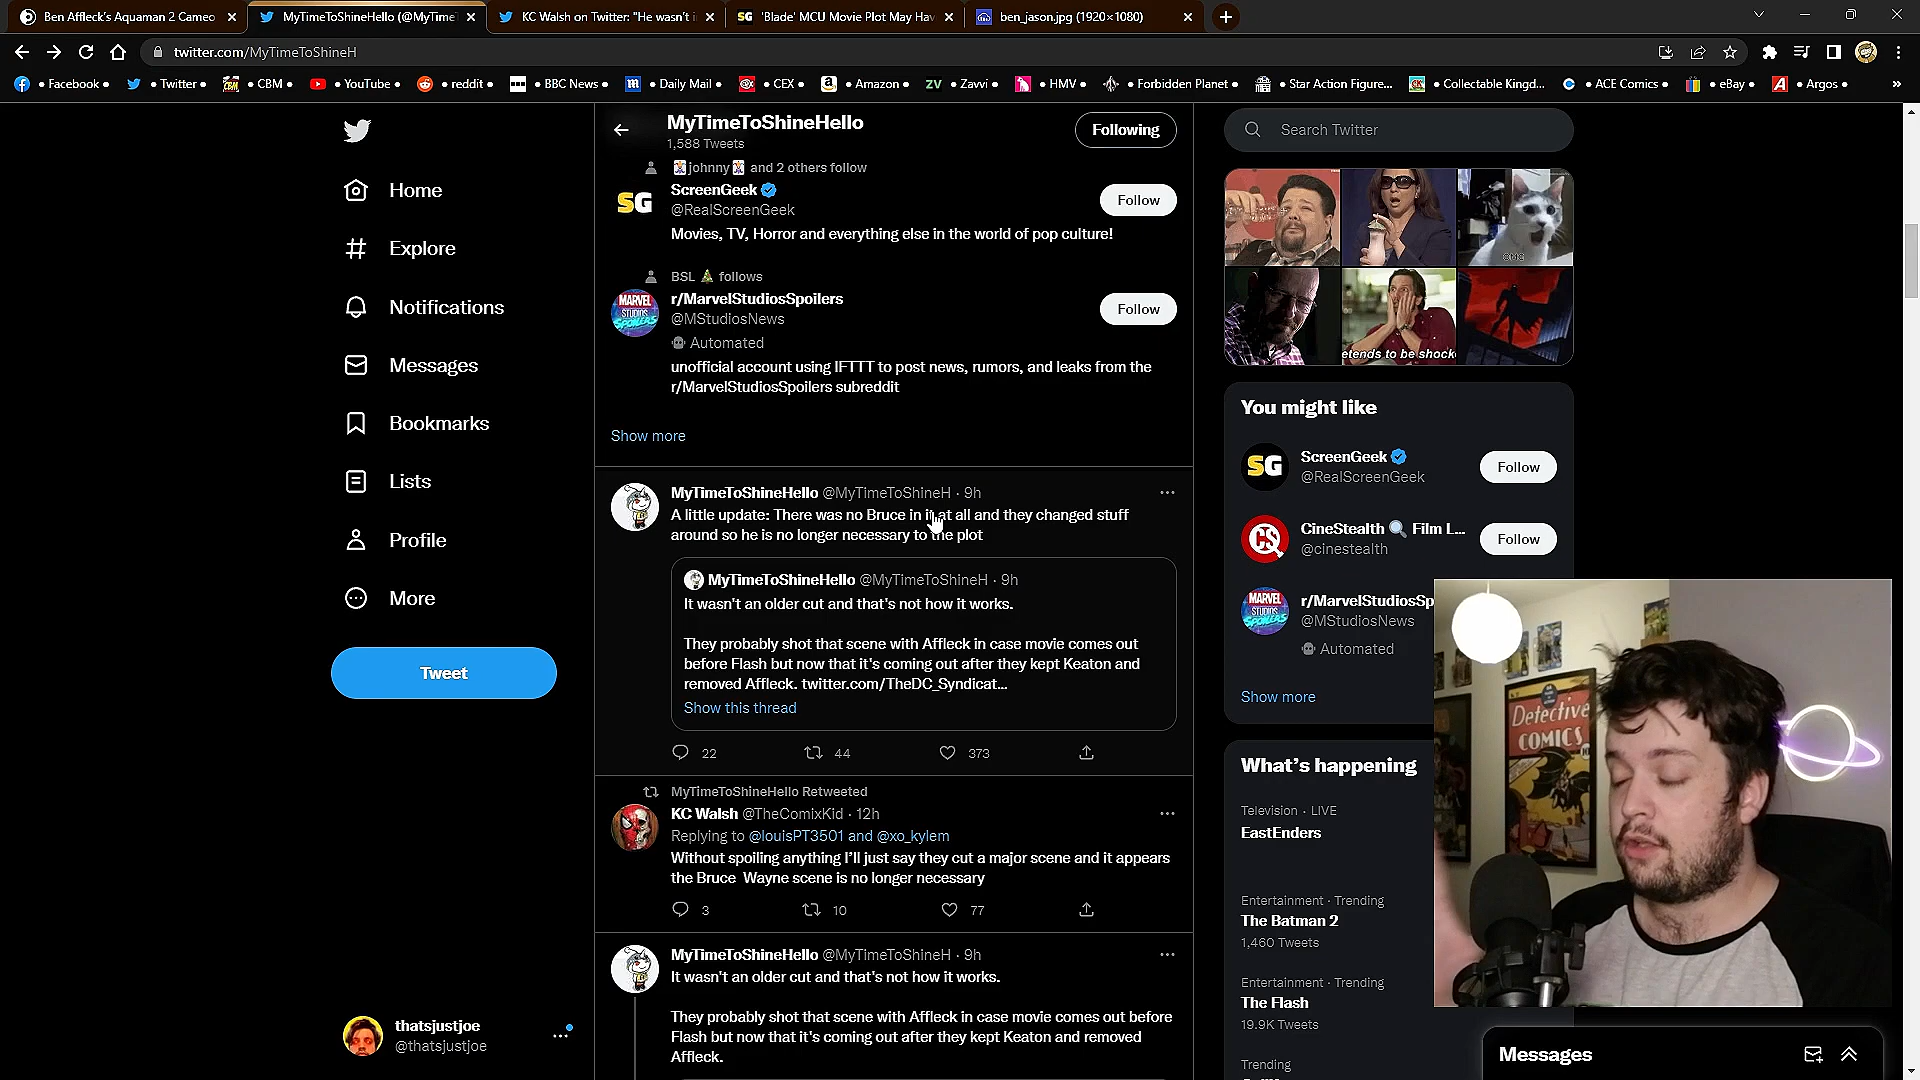 Ben Affleck's Aquaman 2 Cameo
MyTimeToShineHello (@MyTime
KC Walsh on Twitter: "He wasn't i
'Blade' MCU Movie Plot May Hav
ben_jason.jpg (1920×1080)
twitter.com/MyTimeToShineH
• Facebook •
• Twitter •
• CBM •
• YouTube •
• reddit •
• BBC News •
• Daily Mail •
• CEX •
• Amazon •
• Zavvi •
• HMV •
• Forbidden Planet •
• Star Action Figure...
• Collectable Kingd...
• ACE Comics •
• eBay •
• Argos •
Home
Explore
Notifications
Messages
Bookmarks
Lists
Profile
More
Tweet
thatsjustjoe
@thatsjustjoe
MyTimeToShineHello
1,588 Tweets
Following
johnny and 2 others follow
SG
ScreenGeek
@RealScreenGeek
Follow
Movies, TV, Horror and everything else in the world of pop culture!
BSL follows
MARVEL STUDIOS SPOILERS
r/MarvelStudiosSpoilers
@MStudiosNews
Follow
Automated
unofficial account using IFTTT to post news, rumors, and leaks from the
r/MarvelStudiosSpoilers subreddit
Show more
MyTimeToShineHello @MyTimeToShineH · 9h
A little update: There was no Bruce in it at all and they changed stuff
around so he is no longer necessary to the plot
MyTimeToShineHello @MyTimeToShineH · 9h
It wasn't an older cut and that's not how it works.
They probably shot that scene with Affleck in case movie comes out
before Flash but now that it's coming out after they kept Keaton and
removed Affleck. twitter.com/TheDC_Syndicat...
Show this thread
22
44
373
MyTimeToShineHello Retweeted
KC Walsh @TheComixKid · 12h
Replying to @louisPT3501 and @xo_kylem
Without spoiling anything I'll just say they cut a major scene and it appears
the Bruce Wayne scene is no longer necessary
3
10
77
MyTimeToShineHello @MyTimeToShineH · 9h
It wasn't an older cut and that's not how it works.
They probably shot that scene with Affleck in case movie comes out before
Flash but now that it's coming out after they kept Keaton and removed
Affleck.
Search Twitter
OMG
etends to be shock
You might like
SG
ScreenGeek
@RealScreenGeek
Follow
CS
CineStealth Film L...
@cinestealth
Follow
MARVEL STUDIOS SPOILERS
r/MarvelStudiosSp
@MStudiosNews
Automated
Show more
What's happening
Television · LIVE
EastEnders
Entertainment · Trending
The Batman 2
1,460 Tweets
Entertainment · Trending
The Flash
19.9K Tweets
Trending
Detective
COMICS
Messages